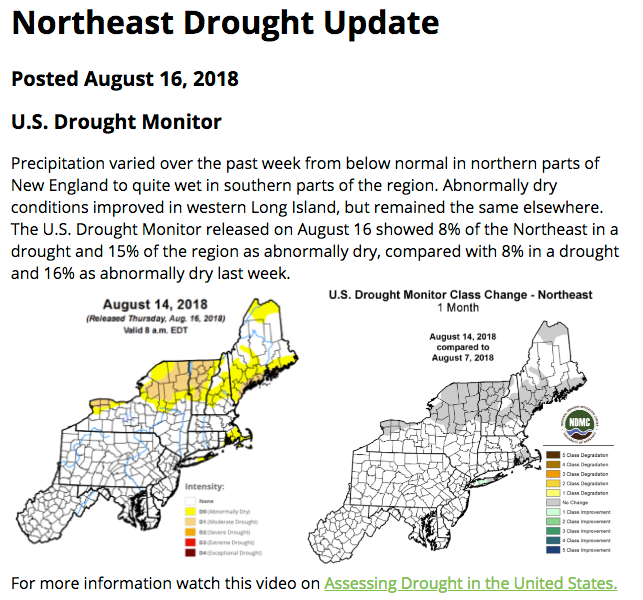 Northeast Drought Update
Posted August 16, 2018
U.S. Drought Monitor
Precipitation varied over the past week from below normal in northern parts of
New England to quite wet in southern parts of the region. Abnormally dry
conditions improved in western Long Island, but remained the same elsewhere.
The U.S. Drought Monitor released on August 16 showed 8% of the Northeast in a
drought and 15% of the region as abnormally dry, compared with 8% in a drought
and 16% as abnormally dry last week.
August 14, 2018
(Released Thursday, Aug. 16, 2018)
Valid 8 a.m. EDT
Intensity:
None
D0 (Abnormally Dry)
D1 (Moderate Drought)
D2 (Severe Drought)
D3 (Extreme Drought)
D4 (Exceptional Drought)
U.S. Drought Monitor Class Change - Northeast
1 Month
August 14, 2018
compared to
August 7, 2018
NDMC
5 Class Degradation
4 Class Degradation
3 Class Degradation
2 Class Degradation
1 Class Degradation
No Change
1 Class Improvement
2 Class Improvement
3 Class Improvement
4 Class Improvement
5 Class Improvement
For more information watch this video on Assessing Drought in the United States.